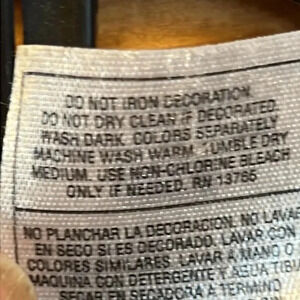 DO NOT IRON DECORATION.
DO NOT DRY CLEAN IF DECORATED.
WASH DARK COLORS SEPARATELY
MACHINE WASH WARM. TUMBLE DRY
MEDIUM. USE NON-CHLORINE BLEACH
ONLY IF NEEDED. RN 13765
NO PLANCHAR LA DECORACION. NO LAVAR
EN SECO SI ES DECORADO. LAVAR CON
COLORES SIMILARES. LAVAR A MANO O
MAQUINA CON DETERGENTE Y AGUA TIBI
SECAR EN SECADORA A TERMINO